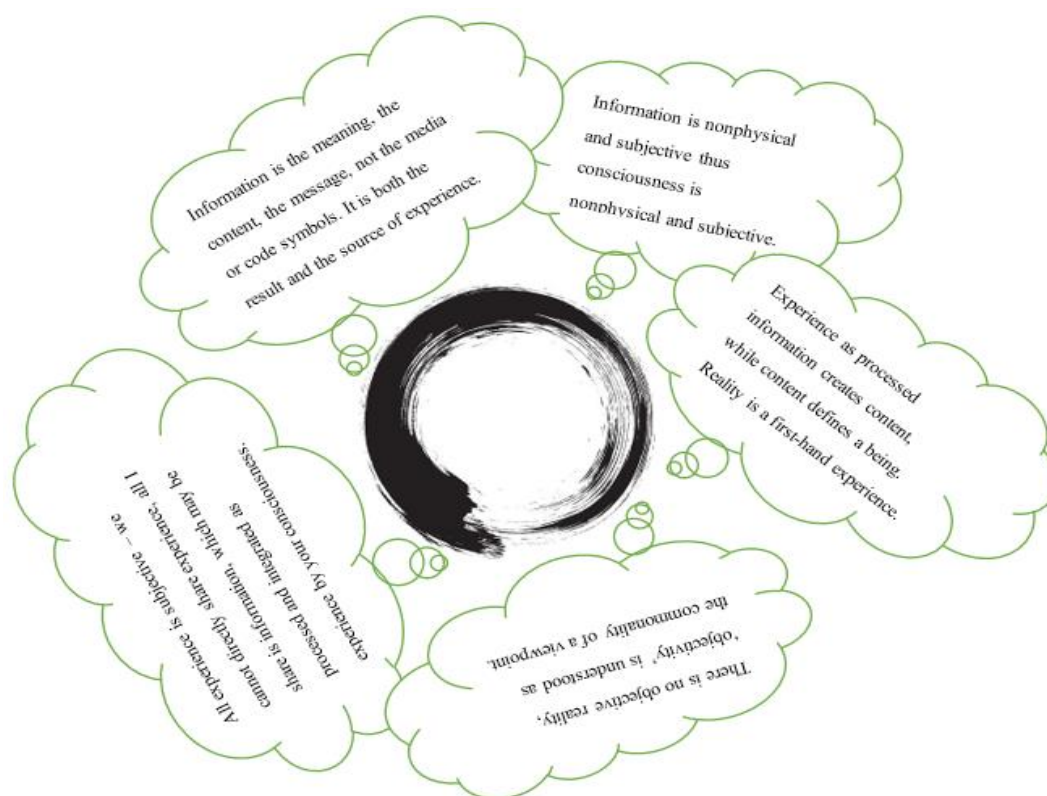 Information is the meaning, the
content, the message, not the media
or code symbols. It is both the
result and the source of experience.
Information is nonphysical
and subjective thus
consciousness is
nonphysical and subjective.
Experience as processed
information creates content,
while content defines a being.
Reality is a first-hand experience.
There is no objective reality,
'objectivity' is understood as
the commonality of a viewpoint.
All experience is subjective – we
cannot directly share experience, all I
share is information, which may be
processed and integrated as
experience by your consciousness.